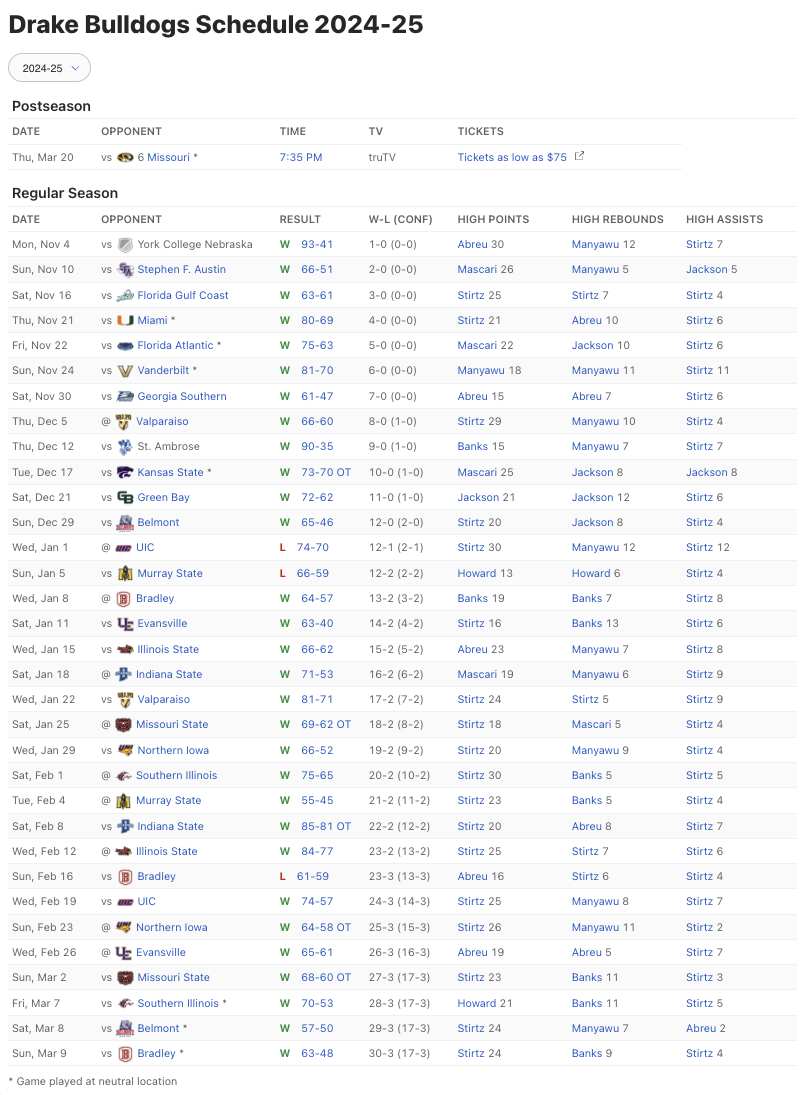 Drake Bulldogs Schedule 2024-25
2024-25
Postseason
DATE OPPONENT TIME TV TICKETS
Thu, Mar 20 vs 6 Missouri * 7:35 PM truTV Tickets as low as $75
Regular Season
DATE OPPONENT RESULT W-L (CONF) HIGH POINTS HIGH REBOUNDS HIGH ASSISTS
Mon, Nov 4 vs York College Nebraska W 93-41 1-0 (0-0) Abreu 30 Manyawu 12 Stirtz 7
Sun, Nov 10 vs Stephen F. Austin W 66-51 2-0 (0-0) Mascari 26 Manyawu 5 Jackson 5
Sat, Nov 16 vs Florida Gulf Coast W 63-61 3-0 (0-0) Stirtz 25 Stirtz 7 Stirtz 4
Thu, Nov 21 vs Miami * W 80-69 4-0 (0-0) Stirtz 21 Abreu 10 Stirtz 6
Fri, Nov 22 vs Florida Atlantic * W 75-63 5-0 (0-0) Mascari 22 Jackson 10 Stirtz 6
Sun, Nov 24 vs Vanderbilt * W 81-70 6-0 (0-0) Manyawu 18 Manyawu 11 Stirtz 11
Sat, Nov 30 vs Georgia Southern W 61-47 7-0 (0-0) Abreu 15 Abreu 7 Stirtz 6
Thu, Dec 5 @ Valparaiso W 66-60 8-0 (1-0) Stirtz 29 Manyawu 10 Stirtz 4
Thu, Dec 12 vs St. Ambrose W 90-35 9-0 (1-0) Banks 15 Manyawu 7 Stirtz 7
Tue, Dec 17 vs Kansas State * W 73-70 OT 10-0 (1-0) Mascari 25 Jackson 8 Jackson 8
Sat, Dec 21 vs Green Bay W 72-62 11-0 (1-0) Jackson 21 Jackson 12 Stirtz 6
Sun, Dec 29 vs Belmont W 65-46 12-0 (2-0) Stirtz 20 Jackson 8 Stirtz 4
Wed, Jan 1 @ UIC L 74-70 12-1 (2-1) Stirtz 30 Manyawu 12 Stirtz 12
Sun, Jan 5 vs Murray State L 66-59 12-2 (2-2) Howard 13 Howard 6 Stirtz 4
Wed, Jan 8 @ Bradley W 64-57 13-2 (3-2) Banks 19 Banks 7 Stirtz 8
Sat, Jan 11 vs Evansville W 63-40 14-2 (4-2) Stirtz 16 Banks 13 Stirtz 6
Wed, Jan 15 vs Illinois State W 66-62 15-2 (5-2) Abreu 23 Manyawu 7 Stirtz 8
Sat, Jan 18 @ Indiana State W 71-53 16-2 (6-2) Mascari 19 Manyawu 6 Stirtz 9
Wed, Jan 22 vs Valparaiso W 81-71 17-2 (7-2) Stirtz 24 Stirtz 5 Stirtz 9
Sat, Jan 25 @ Missouri State W 69-62 OT 18-2 (8-2) Stirtz 18 Mascari 5 Stirtz 4
Wed, Jan 29 vs Northern Iowa W 66-52 19-2 (9-2) Stirtz 20 Manyawu 9 Stirtz 4
Sat, Feb 1 @ Southern Illinois W 75-65 20-2 (10-2) Stirtz 30 Banks 5 Stirtz 5
Tue, Feb 4 @ Murray State W 55-45 21-2 (11-2) Stirtz 23 Banks 5 Stirtz 4
Sat, Feb 8 vs Indiana State W 85-81 OT 22-2 (12-2) Stirtz 20 Abreu 8 Stirtz 7
Wed, Feb 12 @ Illinois State W 84-77 23-2 (13-2) Stirtz 25 Stirtz 7 Stirtz 6
Sun, Feb 16 vs Bradley L 61-59 23-3 (13-3) Abreu 16 Stirtz 6 Stirtz 4
Wed, Feb 19 vs UIC W 74-57 24-3 (14-3) Stirtz 25 Manyawu 8 Stirtz 7
Sun, Feb 23 @ Northern Iowa W 64-58 OT 25-3 (15-3) Stirtz 26 Manyawu 11 Stirtz 2
Wed, Feb 26 @ Evansville W 65-61 26-3 (16-3) Abreu 19 Abreu 5 Stirtz 7
Sun, Mar 2 vs Missouri State W 68-60 OT 27-3 (17-3) Stirtz 23 Banks 11 Stirtz 3
Fri, Mar 7 vs Southern Illinois * W 70-53 28-3 (17-3) Howard 21 Banks 11 Stirtz 5
Sat, Mar 8 vs Belmont * W 57-50 29-3 (17-3) Stirtz 24 Manyawu 7 Abreu 2
Sun, Mar 9 vs Bradley * W 63-48 30-3 (17-3) Stirtz 24 Banks 9 Stirtz 4
* Game played at neutral location